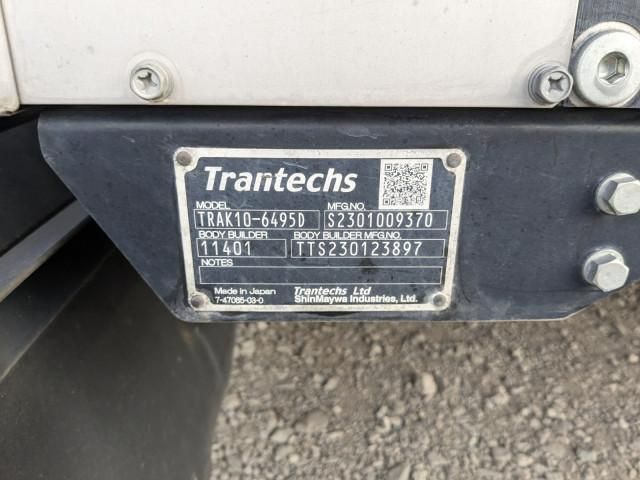 Trantechs
MODEL MFG.NO.
TRAK10-6495D S2301009370
BODY BUILDER BODY BUILDER MFG.NO.
11401 TTS230123897
NOTES
Made in Japan Trantechs Ltd
7-47065-03-0 ShinMaywa Industries, Ltd.